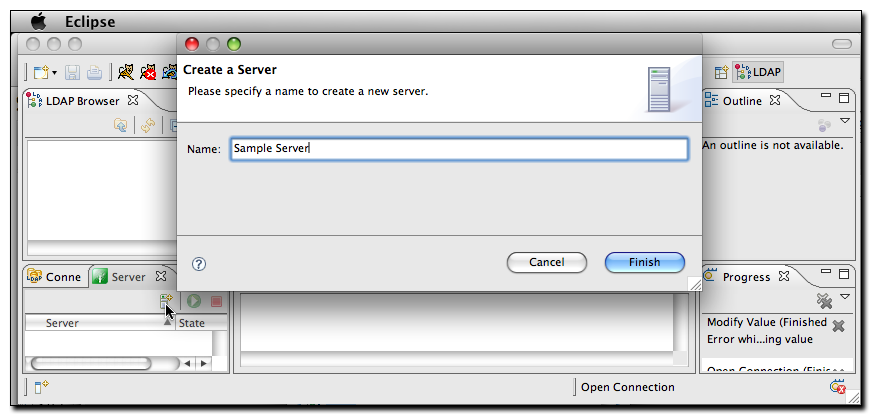 Eclipse
Create a Server
Please specify a name to create a new server.
LDAP
LDAP Browser
Outline
Name:
Sample Server
An outline is not available.
Cancel
Finish
Conne
Server
Progress
Server
State
Modify Value (Finished
Error whi...ing value
Open Connection (Finis
Open Connection